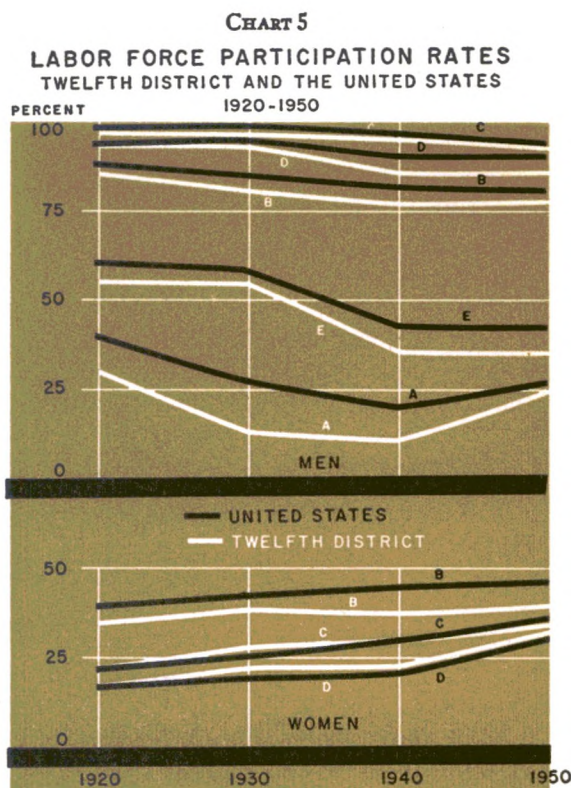 CHART 5
LABOR FORCE PARTICIPATION RATES
TWELFTH DISTRICT AND THE UNITED STATES
1920-1950
PERCENT
100
C
C
D
D
B
B
75
50
E
E
25
A
A
0
MEN
UNITED STATES
TWELFTH DISTRICT
50
B
B
C
C
25
D
D
WOMEN
0
1920 1930 1940 1950